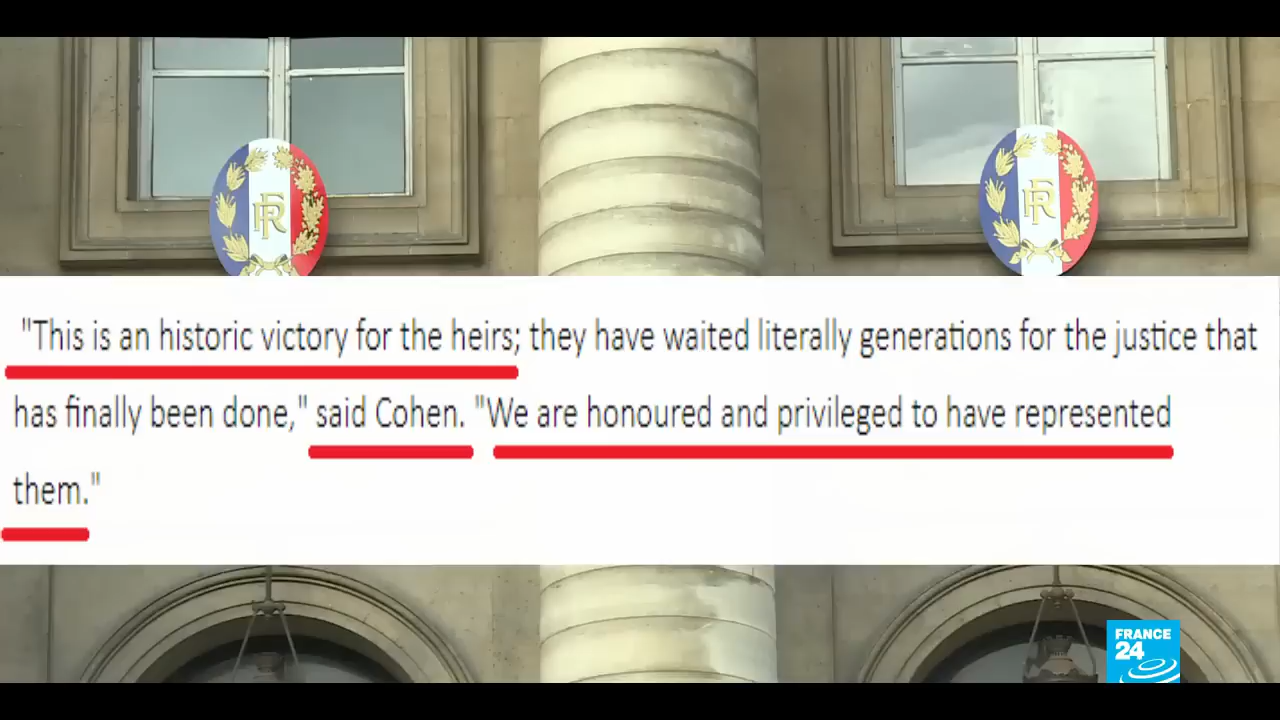 RF
RF
"This is an historic victory for the heirs; they have waited literally generations for the justice that
has finally been done," said Cohen. "We are honoured and privileged to have represented
them."
FRANCE
24